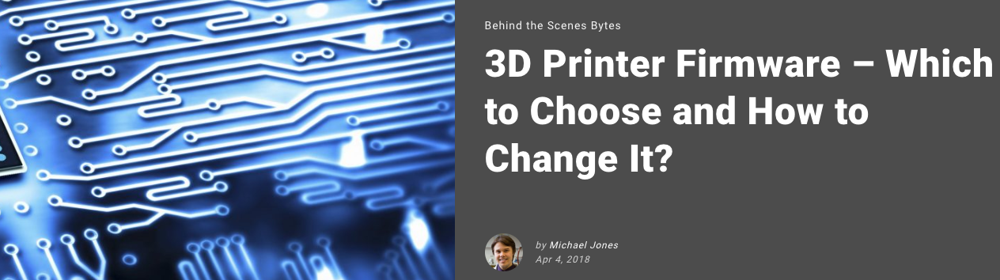 Behind the Scenes Bytes
3D Printer Firmware – Which
to Choose and How to
Change It?
by Michael Jones
Apr 4, 2018